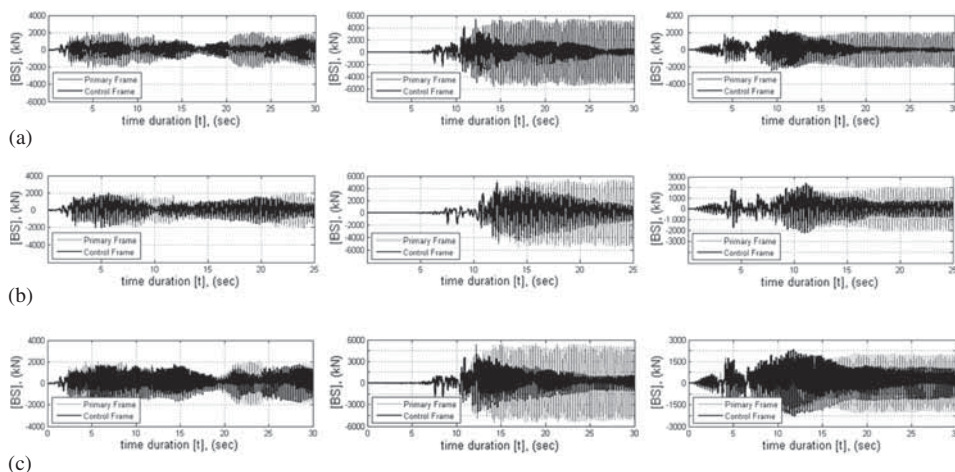 4000
2000
0
-2000
-4000
-6000
[BS], (kN)
Primary Frame
Control Frame
5 10 15 20 25 30
time duration [t], (sec)
6000
4000
2000
0
-2000
-4000
-6000
[BS], (kN)
Primary Frame
Control Frame
5 10 15 20 25 30
time duration [t], (sec)
4000
2000
0
-2000
-4000
-6000
[BS], (kN)
Primary Frame
Control Frame
5 10 15 20 25 30
time duration [t], (sec)
(a)
4000
2000
0
-2000
-4000
-6000
[BS], (kN)
Primary Frame
Control Frame
5 10 15 20 25
time duration [t], (sec)
6000
4000
2000
0
-2000
-4000
-6000
[BS], (kN)
Primary Frame
Control Frame
5 10 15 20 25
time duration [t], (sec)
3000
2000
1000
0
-1 000
-2000
-3000
[BS], (kN)
Primary Frame
Control Frame
5 10 15 20 25
time duration [t], (sec)
(b)
4000
2000
0
-2000
-4000
[BS], (kN)
Primary Frame
Control Frame
0 5 10 15 20 25 30
time duration [t], (sec)
6000
3000
0
-3000
-6000
[BS], (kN)
Primary Frame
Control Frame
0 5 10 15 20 25 30
time duration [t], (sec)
3000
1500
0
-1500
-3000
[BS], (kN)
Primary Frame
Control Frame
0 5 10 15 20 25 30
time duration [t], (sec)
(c)